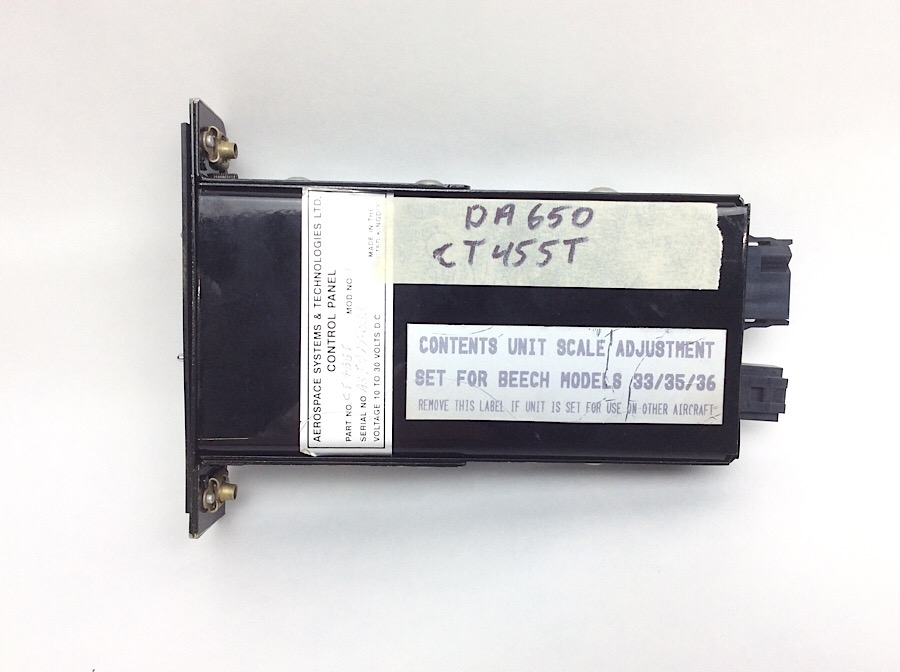 DA650
CT455T
AEROSPACE SYSTEMS & TECHNOLOGIES LTD.
CONTROL PANEL
PART NO.
MOD.NO
SERIAL NO.
VOLTAGE 10 TO 30 VOLTS D.C.
MADE IN THE
CONTENTS UNIT SCALE ADJUSTMENT
SET FOR BEECH MODELS 33/35/36
REMOVE THIS LABEL IF UNIT IS SET FOR USE ON OTHER AIRCRAFT